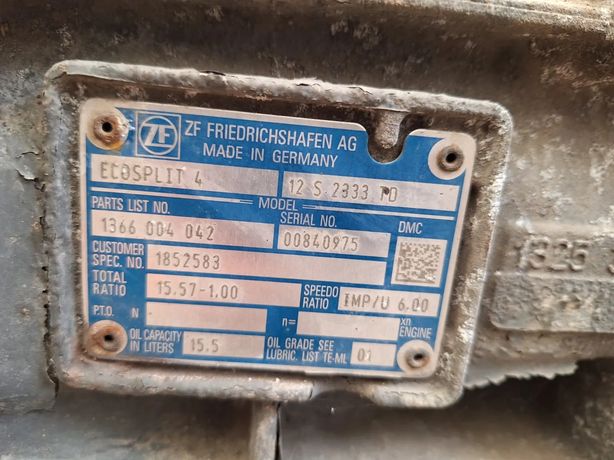 ZF
ZF FRIEDRICHSHAFEN AG
MADE IN GERMANY
ECOSPLIT 4 12 S 2333 TD
MODEL
PARTS LIST NO. SERIAL NO. DMC
1366 004 042 00840975
CUSTOMER SPEC. NO. 1852583
TOTAL RATIO 15.57-1.00 SPEEDO RATIO IMP/U 6.00
P.T.O. N n= xn ENGINE
OIL CAPACITY IN LITERS 15.5 OIL GRADE SEE LUBRIC. LIST TE-ML 01